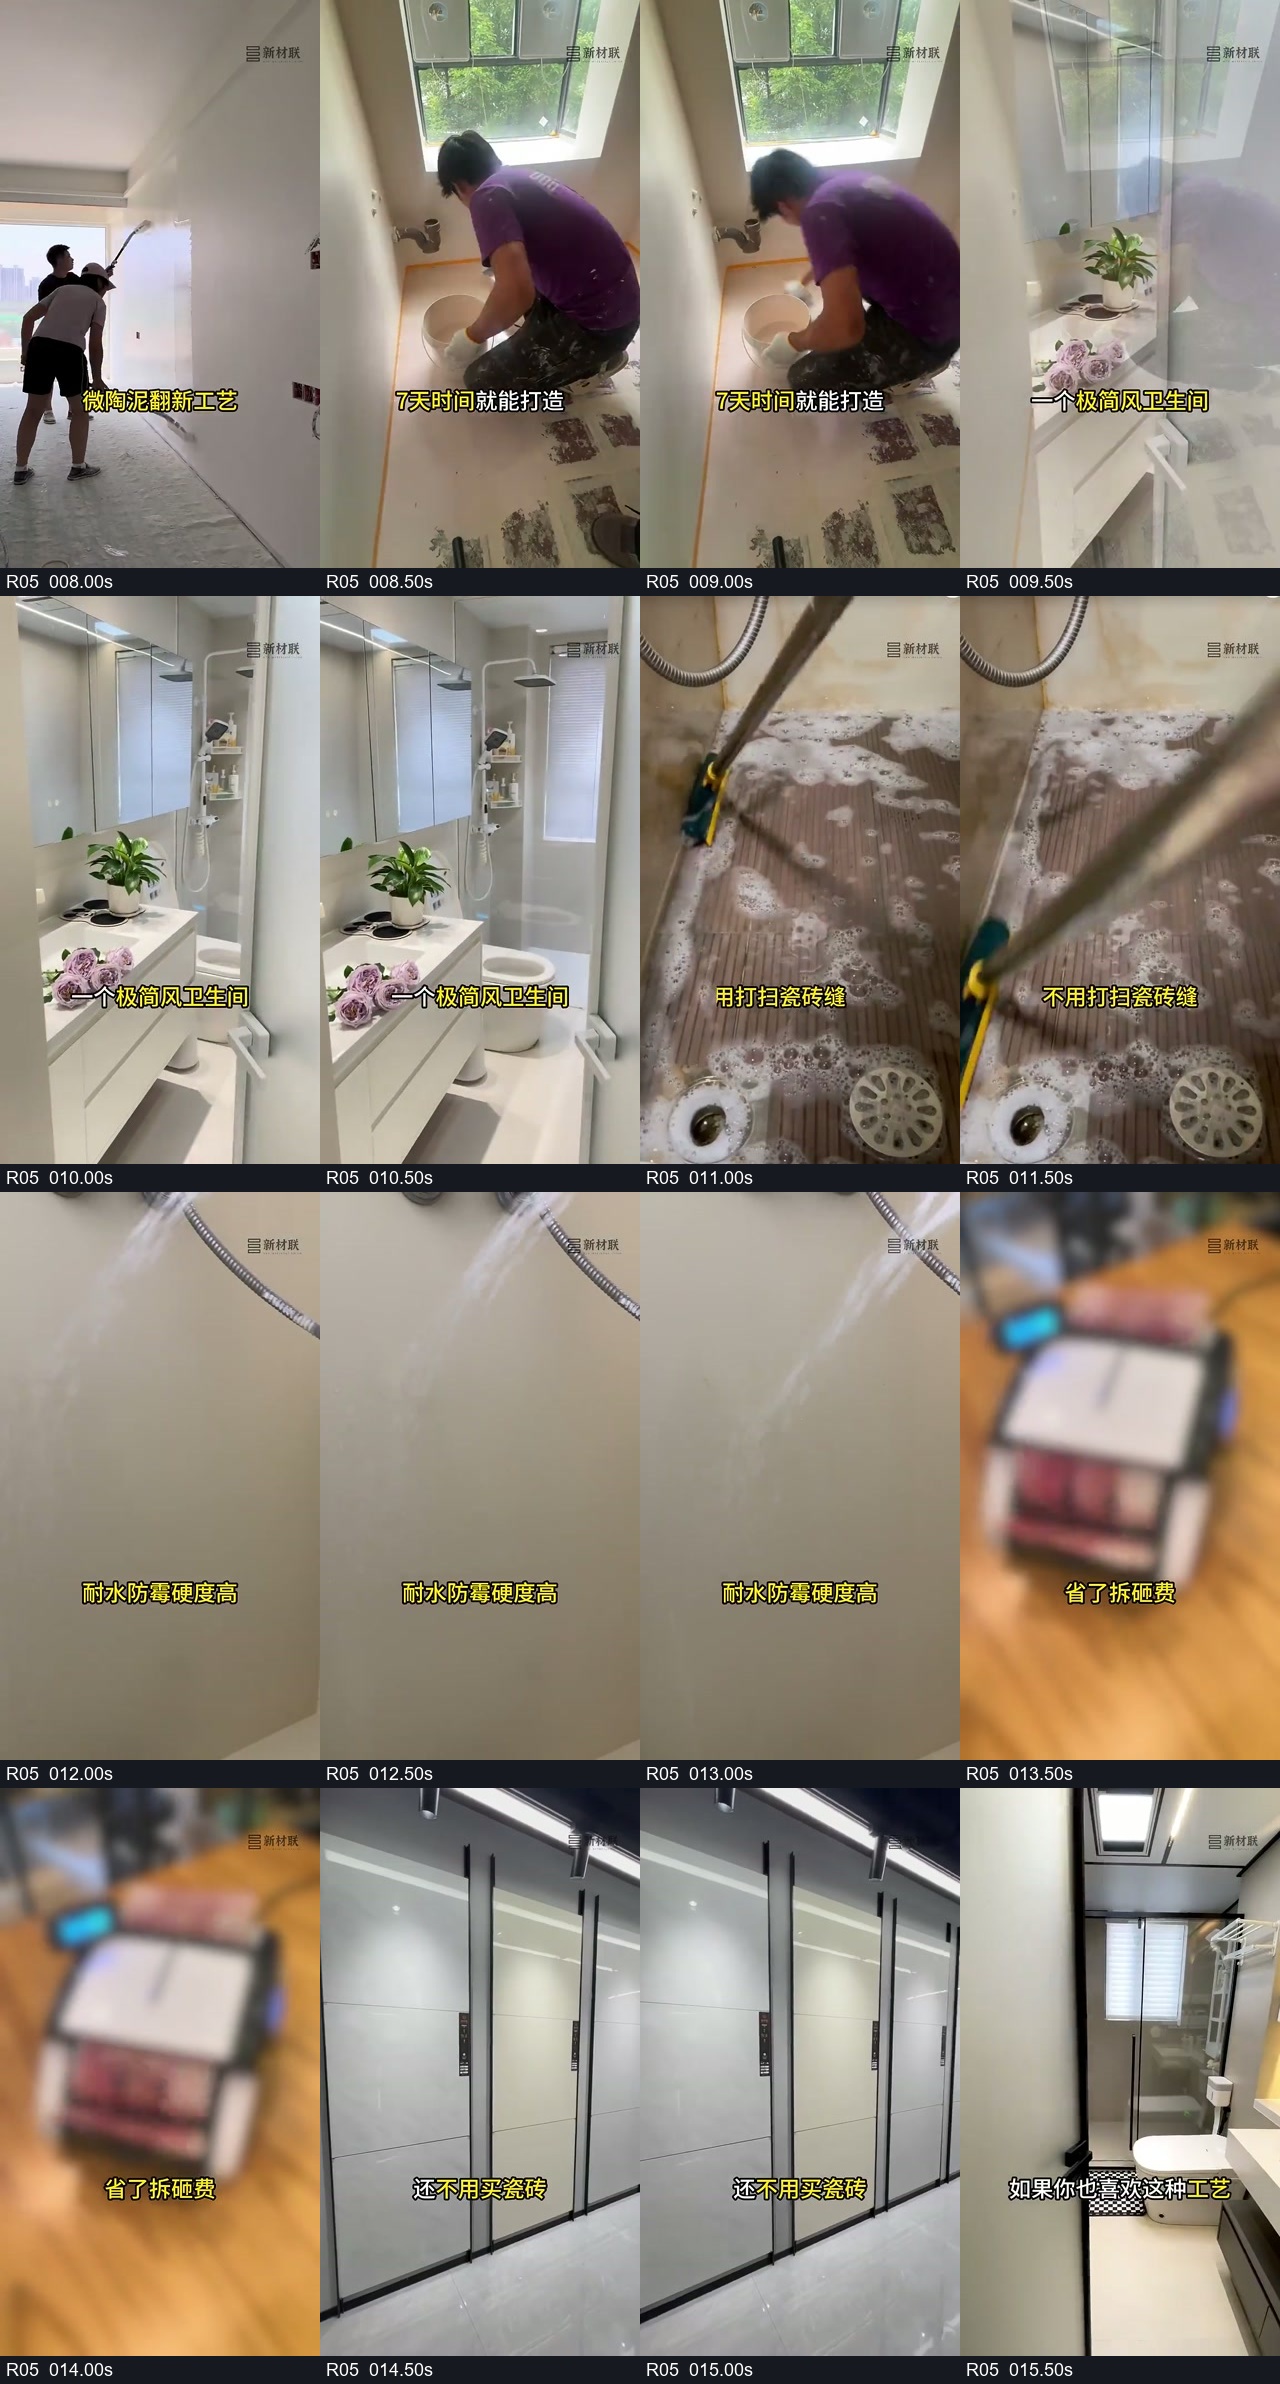 新材联
新材联
新材联
新材联
微陶泥翻新工艺
7天时间就能打造
7天时间就能打造
一个极简风卫生间
R05 008.00s
R05 008.50s
R05 009.00s
R05 009.50s
新材联
新材联
新材联
新材联
一个极简风卫生间
一个极简风卫生间
用打扫瓷砖缝
不用打扫瓷砖缝
R05 010.00s
R05 010.50s
R05 011.00s
R05 011.50s
新材联
新材联
新材联
新材联
耐水防霉硬度高
耐水防霉硬度高
耐水防霉硬度高
省了拆砸费
R05 012.00s
R05 012.50s
R05 013.00s
R05 013.50s
新材联
新材联
新材联
新材联
省了拆砸费
还不用买瓷砖
还不用买瓷砖
如果你也喜欢这种工艺
R05 014.00s
R05 014.50s
R05 015.00s
R05 015.50s